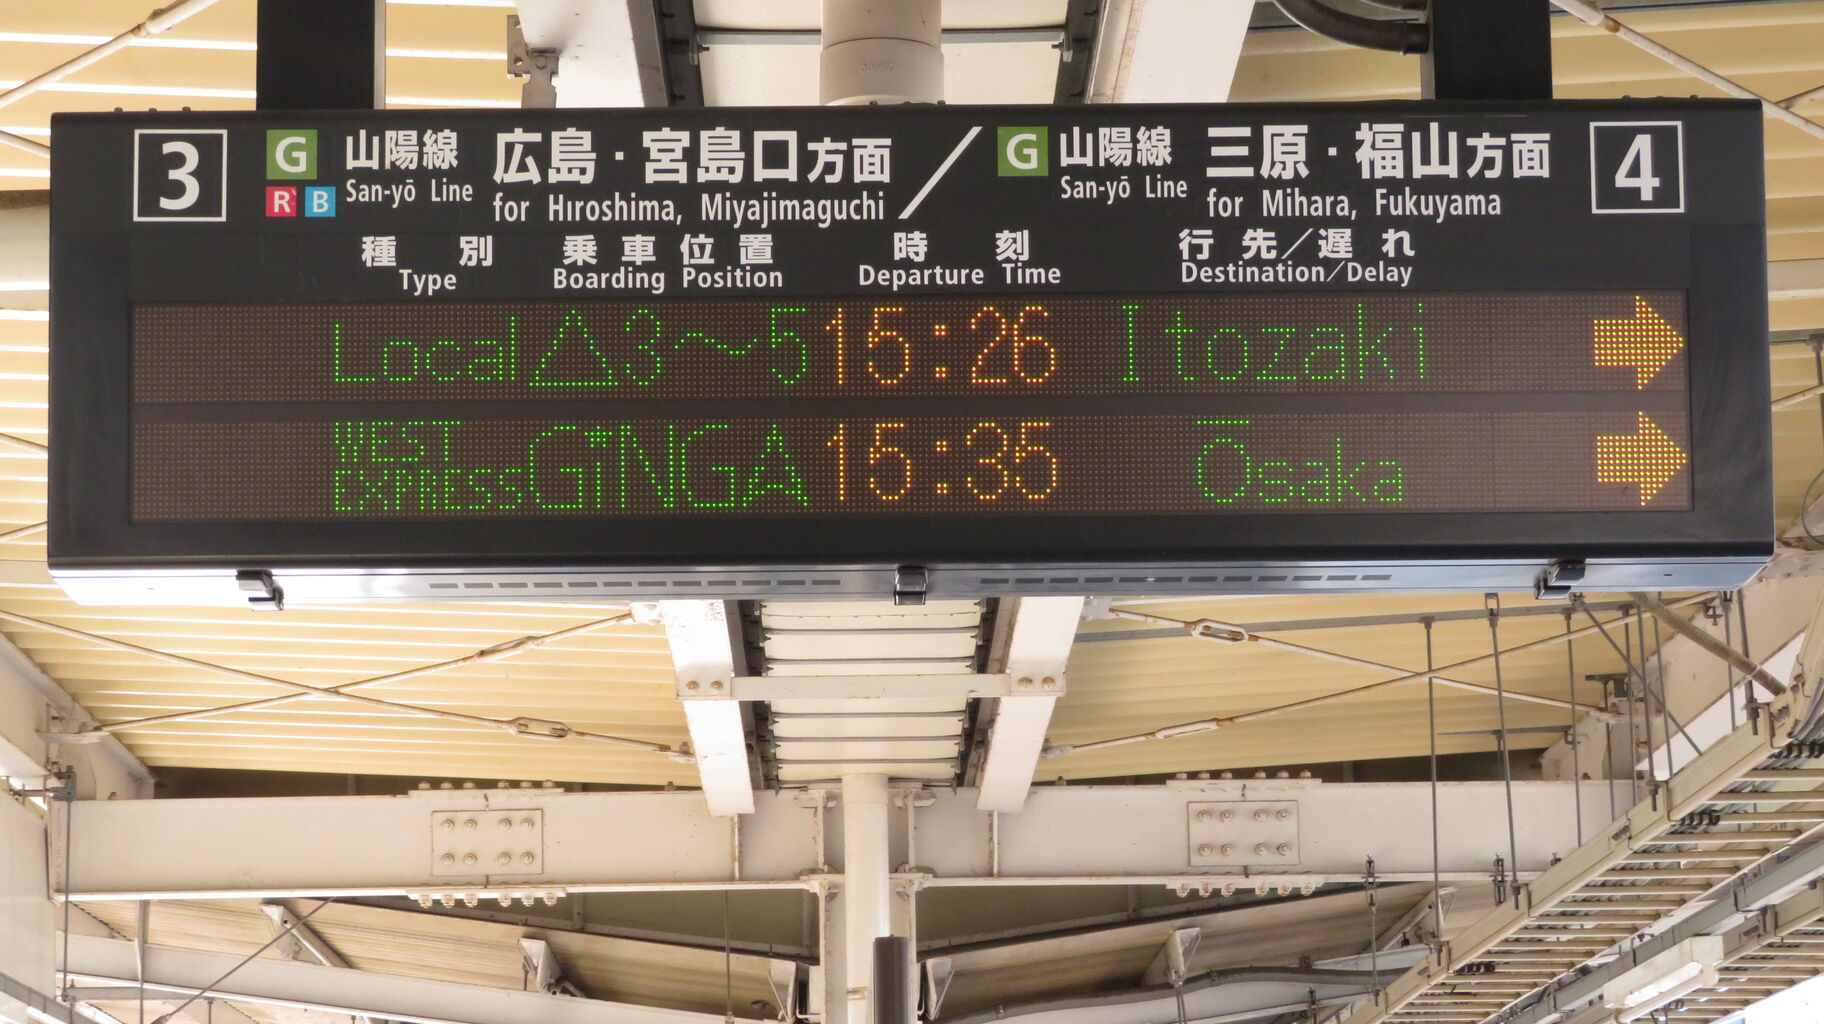 3 G 山陽線 広島・宮島口方面 ／ G 山陽線 三原・福山方面 4
R B San-yō Line for Hiroshima, Miyajimaguchi San-yō Line for Mihara, Fukuyama
種別 乗車位置 時刻 行先／遅れ
Type Boarding Position Departure Time Destination／Delay
Local △3〜5 15:26 Itozaki
WEST EXPRESS GiNGA 15:35 Ōsaka